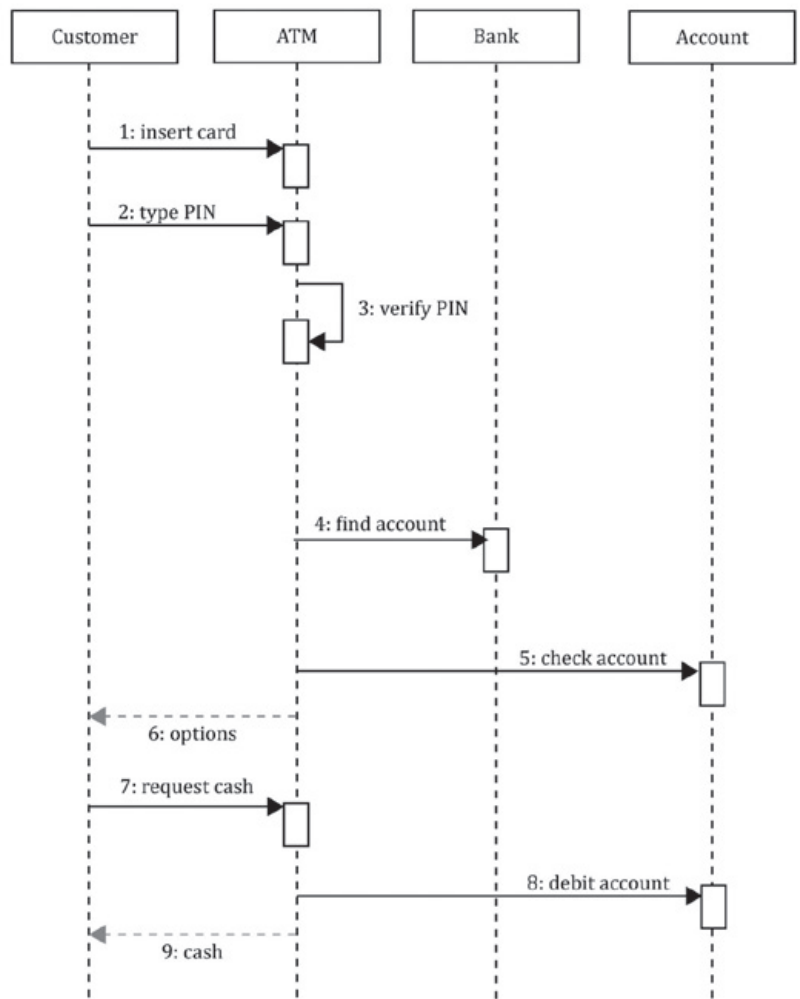 Customer
ATM
Bank
Account
1: insert card
2: type PIN
3: verify PIN
4: find account
5: check account
6: options
7: request cash
8: debit account
9: cash